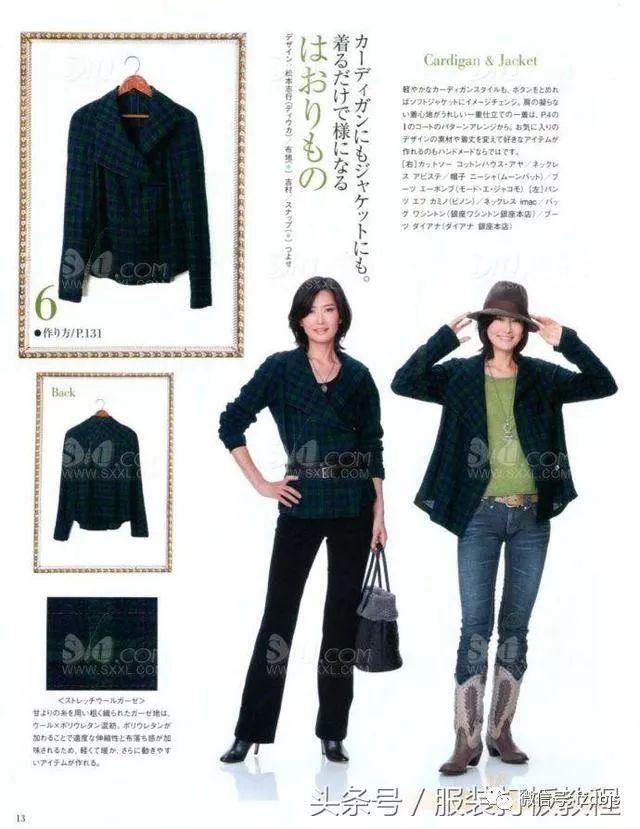 カーディガンにもジャケットにも。
着るだけで様になる
はおりもの
デザイン：松本志行(ディウカ) 布地(＊)吉村、スナップ(＊)つよせ
Cardigan & Jacket
軽やかなカーディガンスタイルも、ボタンをとめれ
ばソフトジャケットにイメージチェンジ。肩の凝らな
い着心地がうれしい一重仕立ての一着は、P.4の
1のコートのパターンアレンジから。お気に入り
のデザインの素材や着丈を変えて好きなアイテムが
作れるのもハンドメードならではです。
[右]カットソー コットンハウス・アヤ／ネックレ
ス アビステ／帽子 ニーシャ(ムーンバット)／ブ
ーツ エーポンプ(モード・エ・ジャコモ) [左]パン
ツ エフ カミノ(ピノン)／ネックレス imac／バッ
グ ワシントン(銀座ワシントン銀座本店)／ブー
ツ ダイアナ(ダイアナ 銀座本店)
6
●作り方/P.131
Back
＜ストレッチウールガーゼ＞
甘よりの糸を用い粗く織られたガーゼ地は、
ウール×ポリウレタン混紡。ポリウレタンが
加わることで適度な伸縮性と布落ち感が加
味されるため、軽くて暖か、さらに動きやす
いアイテムが作れる。
13
SXXL.COM
WWW.SXXL.COM
头条号／服装打板教程